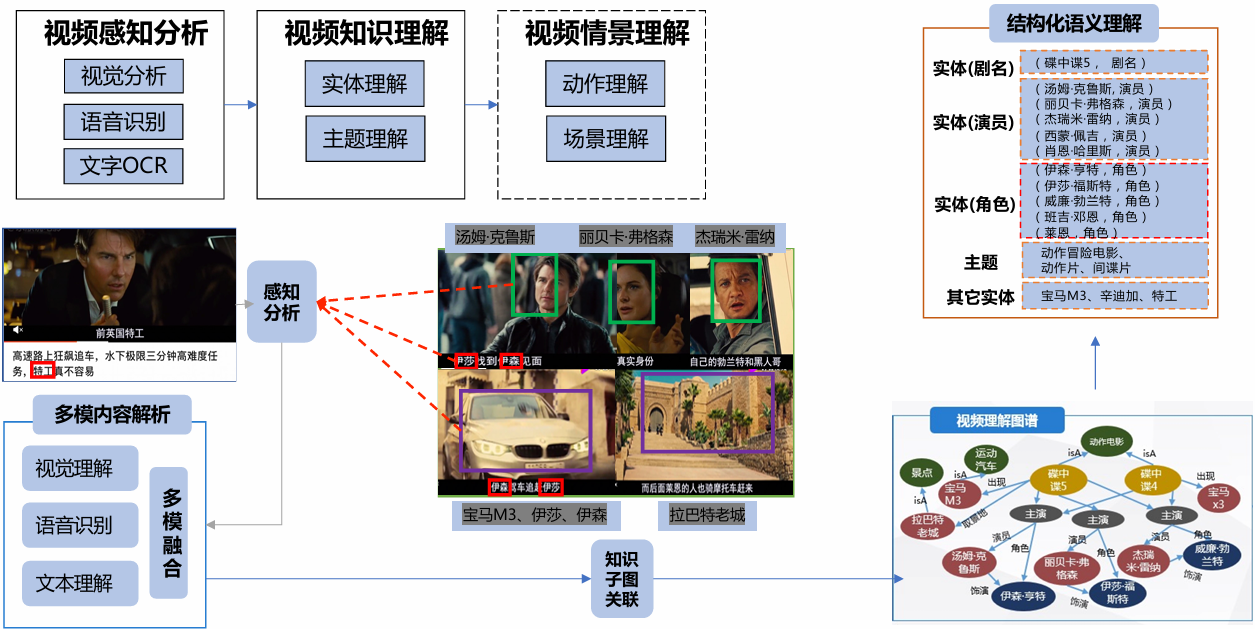 视频感知分析
视觉分析
语音识别
文字OCR
视频知识理解
实体理解
主题理解
视频情景理解
动作理解
场景理解
结构化语义理解
实体(剧名)
（碟中谍5， 剧名）
实体(演员)
（汤姆·克鲁斯, 演员）
（丽贝卡·弗格森，演员）
（杰瑞米·雷纳，演员）
（西蒙·佩吉，演员）
（肖恩·哈里斯，演员）
实体(角色)
（伊森·亨特，角色）
（伊莎·福斯特，角色）
（威廉·勃兰特，角色）
（班吉·邓恩，角色）
（莱恩，角色）
主题
动作冒险电影、
动作片、间谍片
其它实体
宝马M3、辛迪加、特工
前英国特工
高速路上狂飙追车，水下极限三分钟高难度任
务，特工真不容易
感知
分析
汤姆·克鲁斯
丽贝卡·弗格森
杰瑞米·雷纳
伊莎找到伊森见面
真实身份
自己的勃兰特和黑人哥
伊森驾车追赶伊莎
而后面莱恩的人也骑摩托车赶来
宝马M3、伊莎、伊森
拉巴特老城
多模内容解析
视觉理解
语音识别
文本理解
多模融合
知识
子图
关联
视频理解图谱
动作电影
isA
isA
运动
汽车
景点
isA
isA
宝马
M3
出现
碟中
谍5
碟中
谍4
出现
宝马
x3
拉巴特
老城
取景地
主演
主演
主演
演员
角色
演员
角色
演员
角色
汤姆·克
鲁斯
丽贝卡·弗
格森
杰瑞
米·雷纳
威廉·勃
兰特
饰演
伊森·亨特
饰演
伊莎·福
斯特
饰演